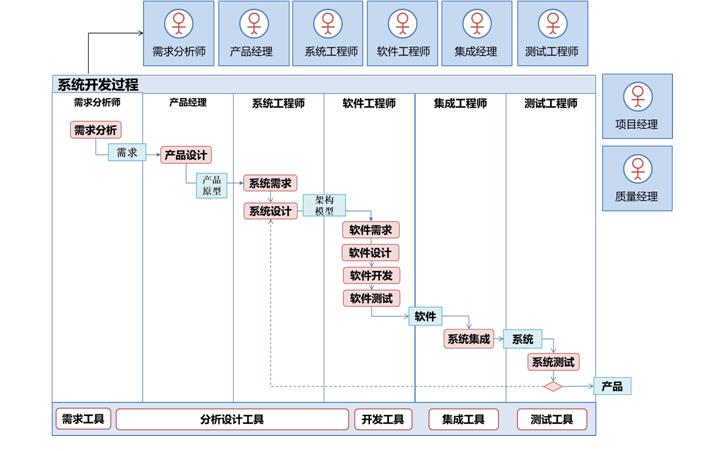 需求分析师
产品经理
系统工程师
软件工程师
集成经理
测试工程师
系统开发过程
需求分析师
产品经理
系统工程师
软件工程师
集成工程师
测试工程师
项目经理
质量经理
需求分析
需求
产品设计
产品
原型
系统需求
系统设计
架构
模型
软件需求
软件设计
软件开发
软件测试
软件
系统集成
系统
系统测试
产品
需求工具
分析设计工具
开发工具
集成工具
测试工具